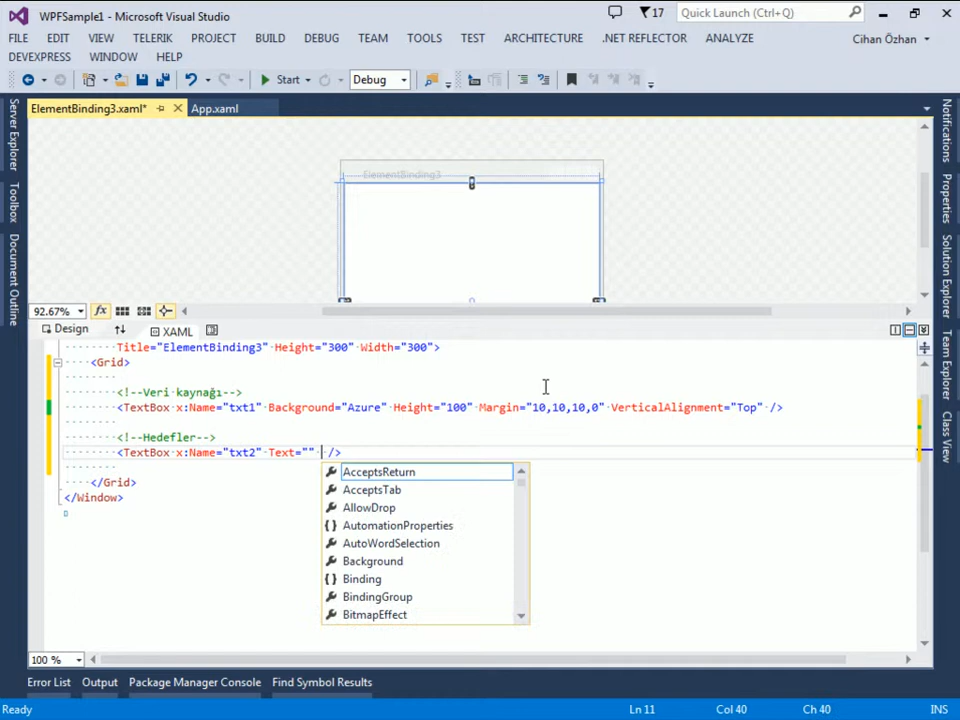 WPFSample1 - Microsoft Visual Studio
17
Quick Launch (Ctrl+Q)
FILE EDIT VIEW TELERIK PROJECT BUILD DEBUG TEAM TOOLS TEST ARCHITECTURE .NET REFLECTOR ANALYZE
Cihan Özhan
DEVEXPRESS WINDOW HELP
Start
Debug
ElementBinding3.xaml*
App.xaml
Server Explorer
Toolbox
Document Outline
Notifications
Properties
Solution Explorer
Team Explorer
Class View
ElementBinding3
92.67%
Design
XAML
Title="ElementBinding3" Height="300" Width="300">
<Grid>
<!--Veri kaynağı-->
<TextBox x:Name="txt1" Background="Azure" Height="100" Margin="10,10,10,0" VerticalAlignment="Top" />
<!--Hedefler-->
<TextBox x:Name="txt2" Text="" />
</Grid>
</Window>
AcceptsReturn
AcceptsTab
AllowDrop
AutomationProperties
AutoWordSelection
Background
Binding
BindingGroup
BitmapEffect
100 %
Error List
Output
Package Manager Console
Find Symbol Results
Ready
Ln 11
Col 40
Ch 40
INS